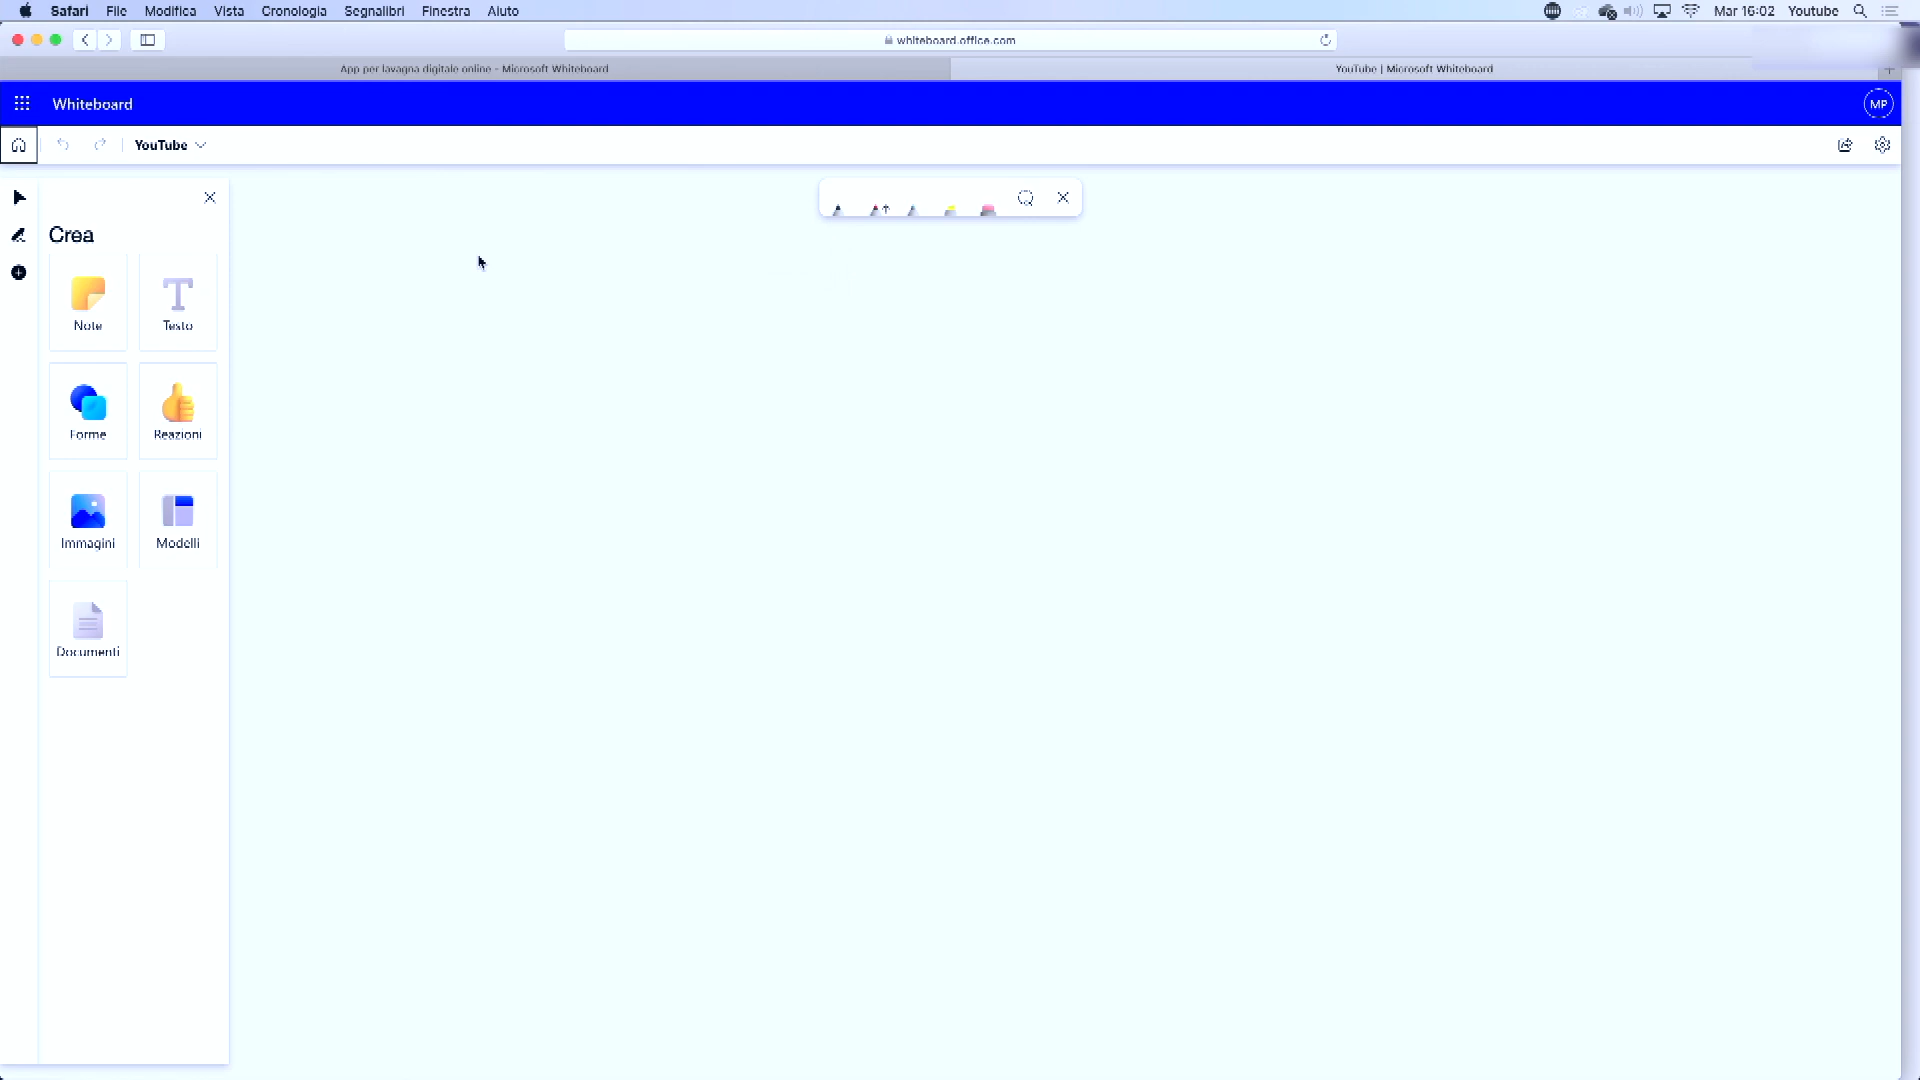 Safari File Modifica Vista Cronologia Segnalibri Finestra Aiuto Mar 16:02 Youtube
whiteboard.office.com
App per lavagna digitale online - Microsoft Whiteboard YouTube | Microsoft Whiteboard
Whiteboard MP
YouTube
Crea
Note Testo
Forme Reazioni
Immagini Modelli
Documenti